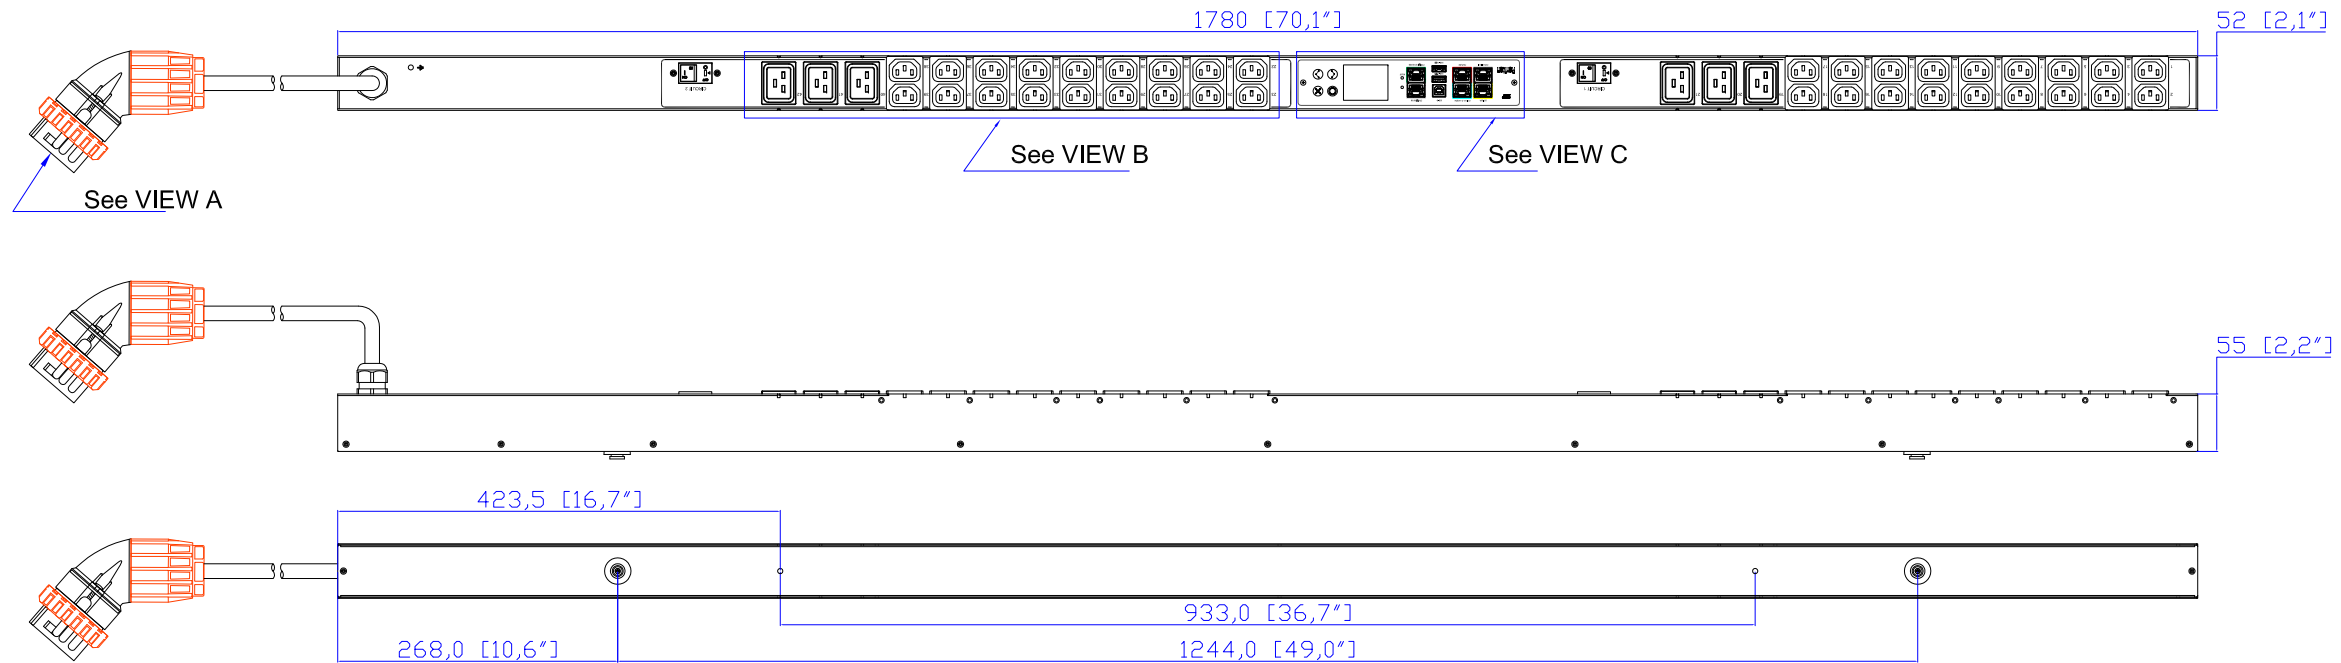 1780 [70,1"]
52 [2,1"]
See VIEW B
See VIEW C
See VIEW A
55 [2,2"]
423,5 [16,7"]
933,0 [36,7"]
268,0 [10,6"]
1244,0 [49,0"]